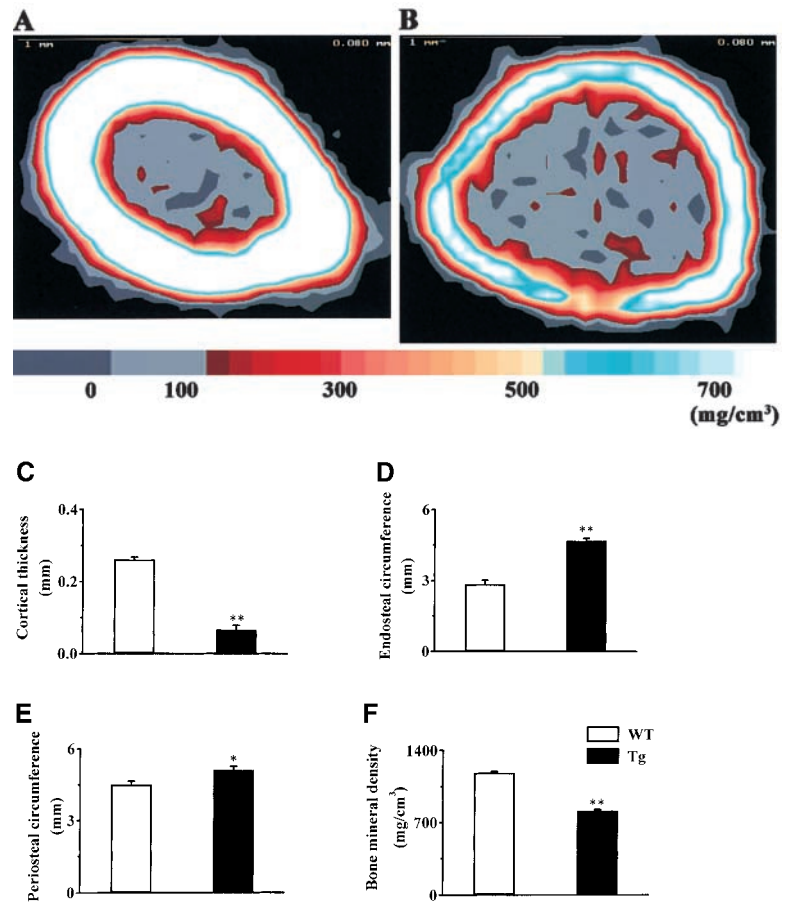 A
B
1 mm
0.080 mm
1 mm
0.080 mm
0 100 300 500 700
(mg/cm³)
C
Cortical thickness
(mm)
0.4
0.2
0.0
**
D
Endosteal circumference
(mm)
6
3
0
**
E
Periosteal circumference
(mm)
6
3
0
*
F
Bone mineral density
(mg/cm³)
1400
700
0
**
WT
Tg